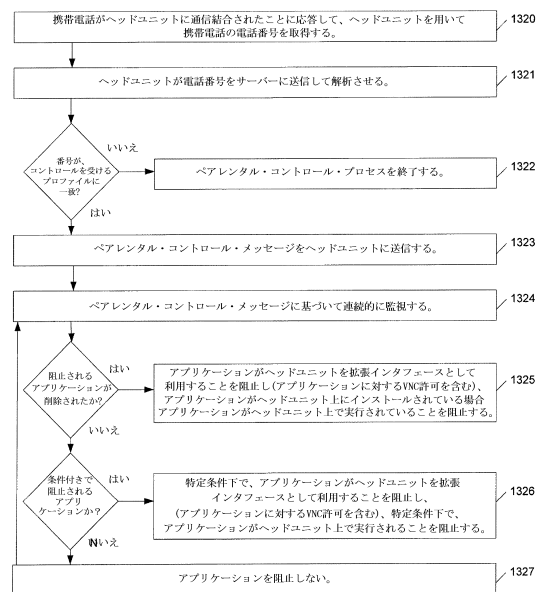 携帯電話がヘッドユニットに通信結合されたことに応答して、ヘッドユニットを用いて
携帯電話の電話番号を取得する。
1320
ヘッドユニットが電話番号をサーバーに送信して解析させる。
1321
番号が、
コントロールを受ける
プロファイルに
一致?
いいえ
はい
ペアレンタル・コントロール・プロセスを終了する。
1322
ペアレンタル・コントロール・メッセージをヘッドユニットに送信する。
1323
ペアレンタル・コントロール・メッセージに基づいて連続的に監視する。
1324
阻止される
アプリケーションが
削除されたか?
はい
いいえ
アプリケーションがヘッドユニットを拡張インタフェースとして
利用することを阻止し(アプリケーションに対するVNC許可を含む)、
アプリケーションがヘッドユニット上にインストールされている場合
アプリケーションがヘッドユニット上で実行されていることを阻止する。
1325
条件付きで
阻止される
アプリ
ケーションか?
はい
いいえ
特定条件下で、アプリケーションがヘッドユニットを拡張
インタフェースとして利用することを阻止し、
(アプリケーションに対するVNC許可を含む)、特定条件下で、
アプリケーションがヘッドユニット上で実行されることを阻止する。
1326
アプリケーションを阻止しない。
1327